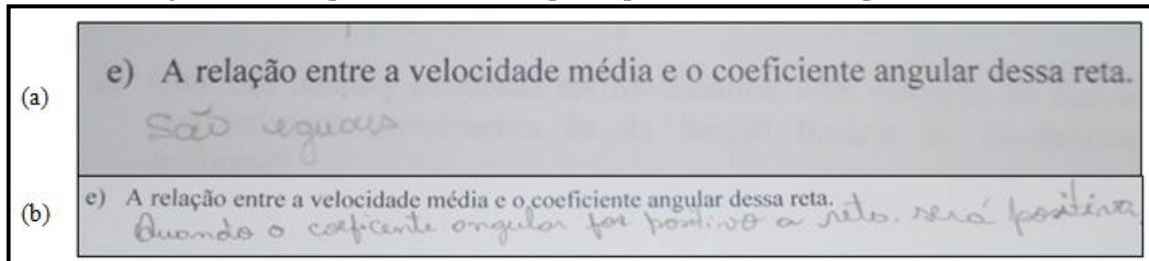 (a)
e) A relação entre a velocidade média e o coeficiente angular dessa reta.
São iguais
(b)
e) A relação entre a velocidade média e o coeficiente angular dessa reta.
Quando o coeficente angular for positivo a reta. será positiva